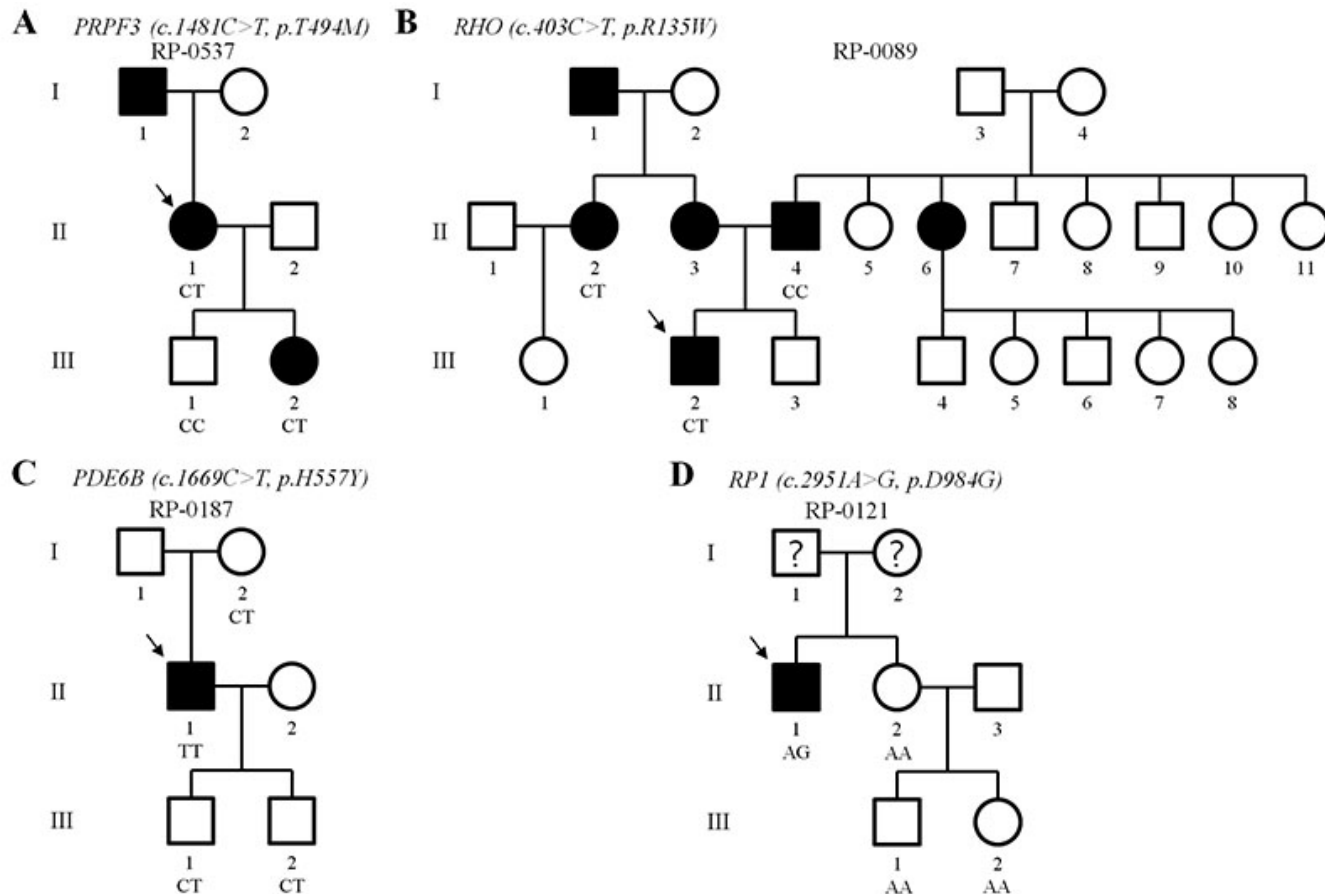 A PRPF3 (c.1481C>T, p.T494M)
RP-0537
I
1 2
II
1 2
CT
III
1 2
CC CT
B RHO (c.403C>T, p.R135W)
RP-0089
I
1 2 3 4
II
1 2 3 4 5 6 7 8 9 10 11
CT CC
III
1 2 3 4 5 6 7 8
CT
C PDE6B (c.1669C>T, p.H557Y)
RP-0187
I
1 2
CT
II
1 2
TT
III
1 2
CT CT
D RP1 (c.2951A>G, p.D984G)
RP-0121
I
? ?
1 2
II
1 2 3
AG AA
III
1 2
AA AA